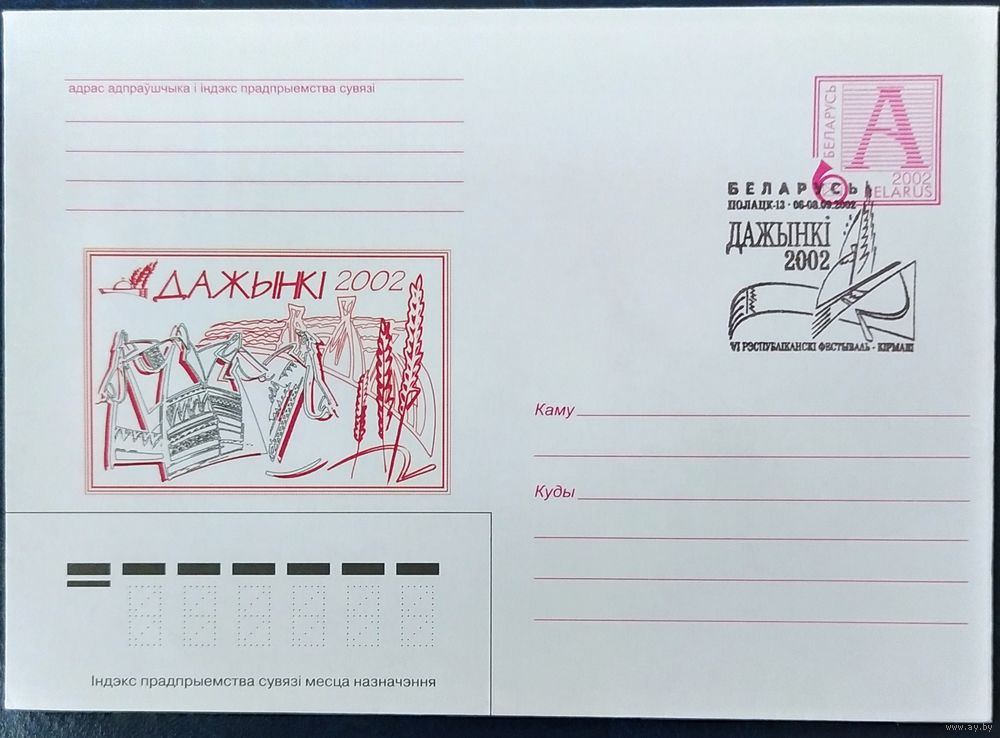 адрас адпраўшчыка і індэкс прадпрыемства сувязі
БЕЛАРУСЬ
А
2002
BELARUS
БЕЛАРУСЬ
ПОЛАЦК-13 · 06-08.09.2002
ДАЖЫНКІ
2002
VI РЭСПУБЛІКАНСКІ ФЕСТЫВАЛЬ - КІРМАШ
ДАЖЫНКІ 2002
Каму
Куды
Індэкс прадпрыемства сувязі месца назначэння
www.ay.by